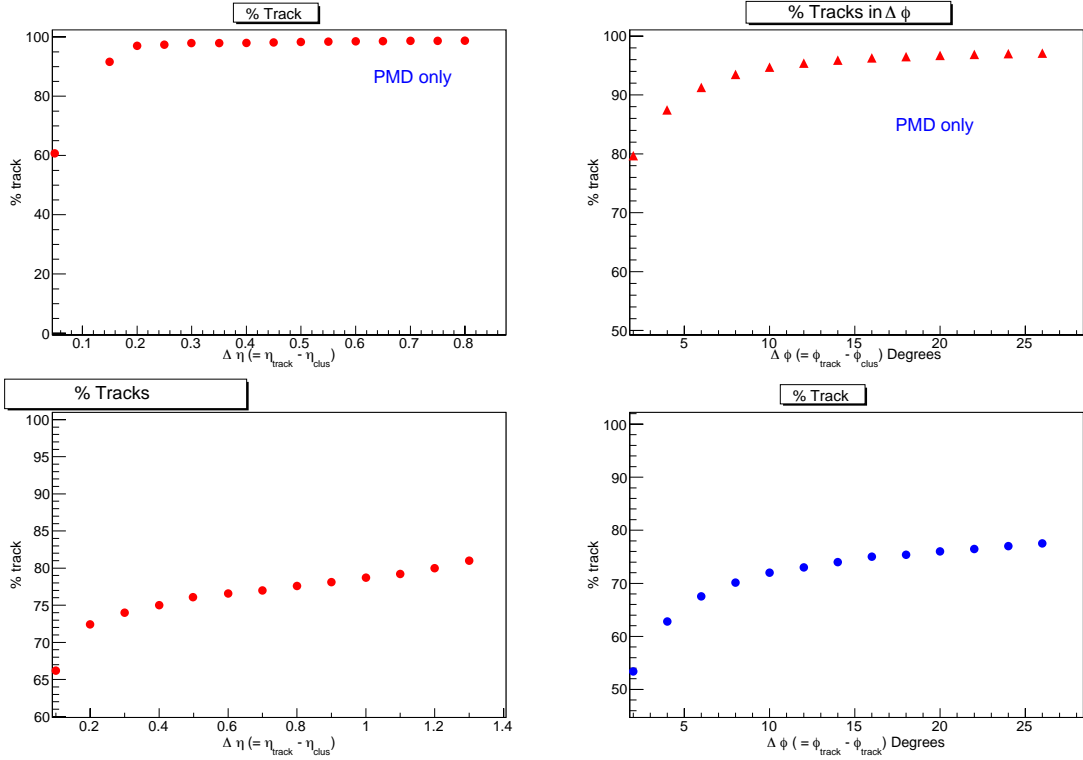 % Track
100
80
60
40
20
0
% track
PMD only
0.1 0.2 0.3 0.4 0.5 0.6 0.7 0.8
Δ η (= η_track - η_clus)
% Tracks in Δ ϕ
100
90
80
70
60
50
% track
PMD only
5 10 15 20 25
Δ ϕ (= ϕ_track - ϕ_clus) Degrees
% Tracks
100
95
90
85
80
75
70
65
60
% track
0.2 0.4 0.6 0.8 1 1.2 1.4
Δ η (= η_track - η_clus)
% Track
100
90
80
70
60
50
% track
5 10 15 20 25
Δ ϕ ( = ϕ_track - ϕ_track) Degrees